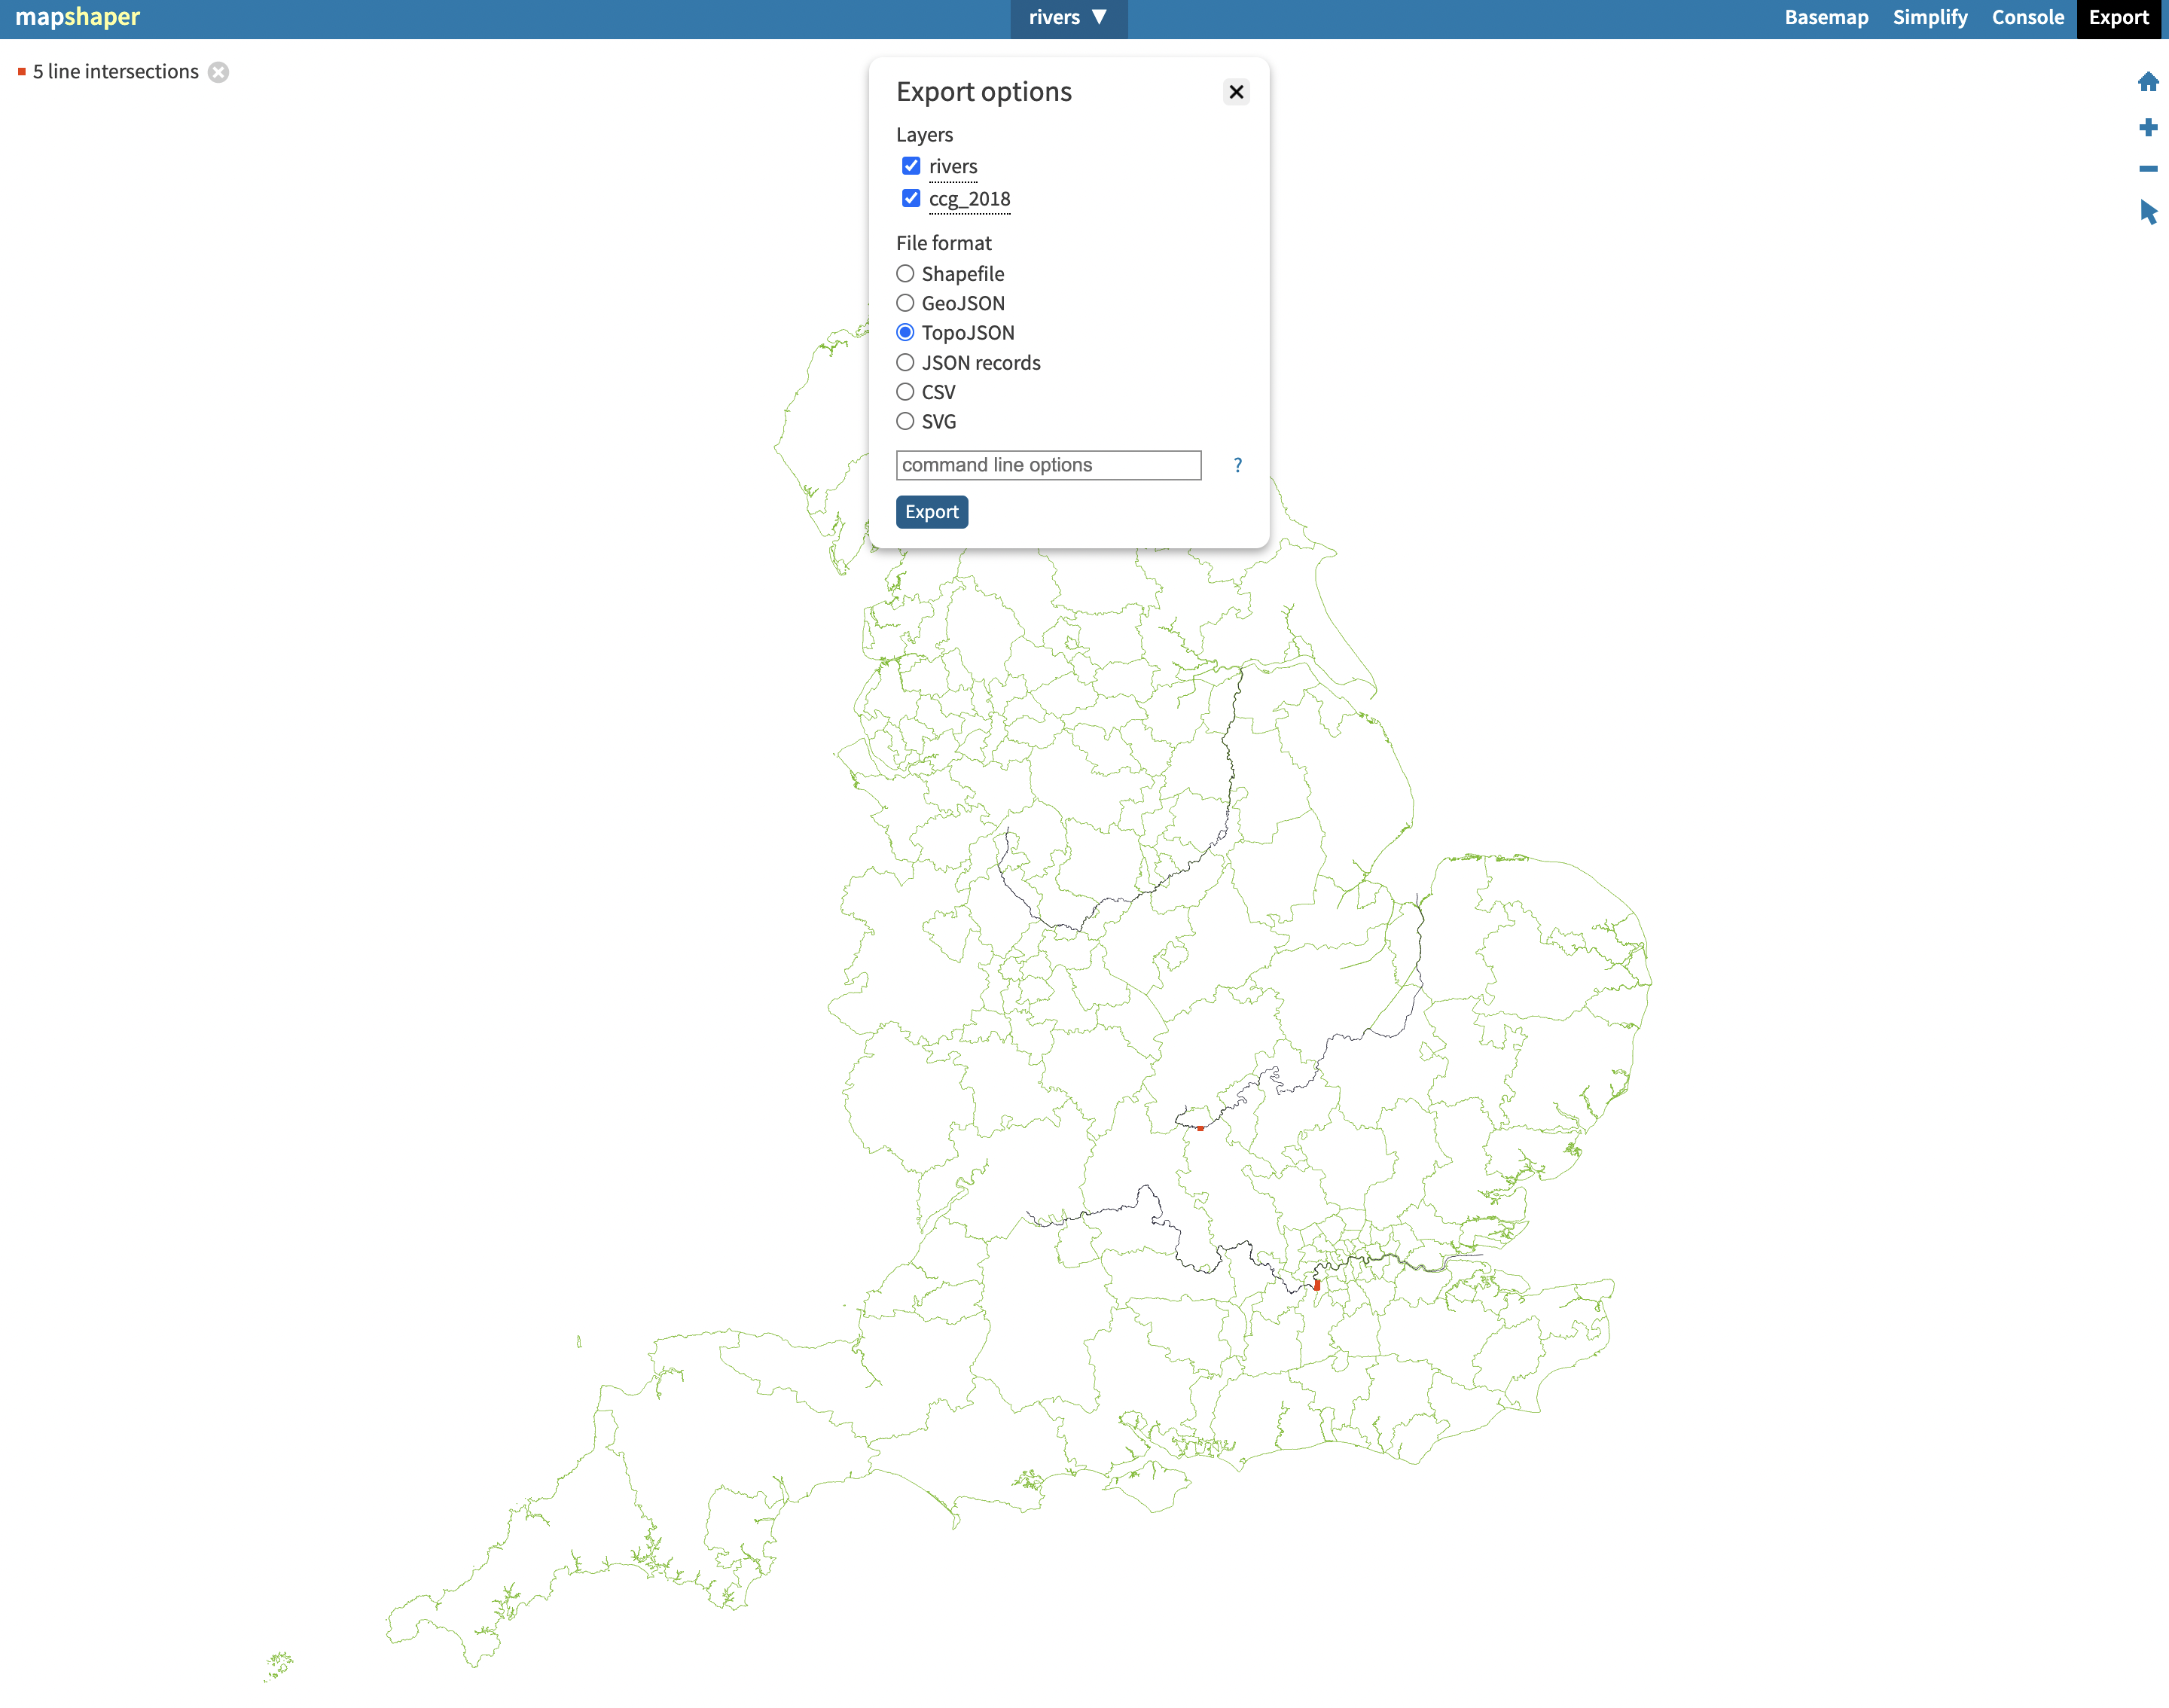 mapshaper
rivers ▼
Basemap Simplify Console Export
5 line intersections
Export options
Layers
rivers
ccg_2018
File format
Shapefile
GeoJSON
TopoJSON
JSON records
CSV
SVG
command line options ?
Export